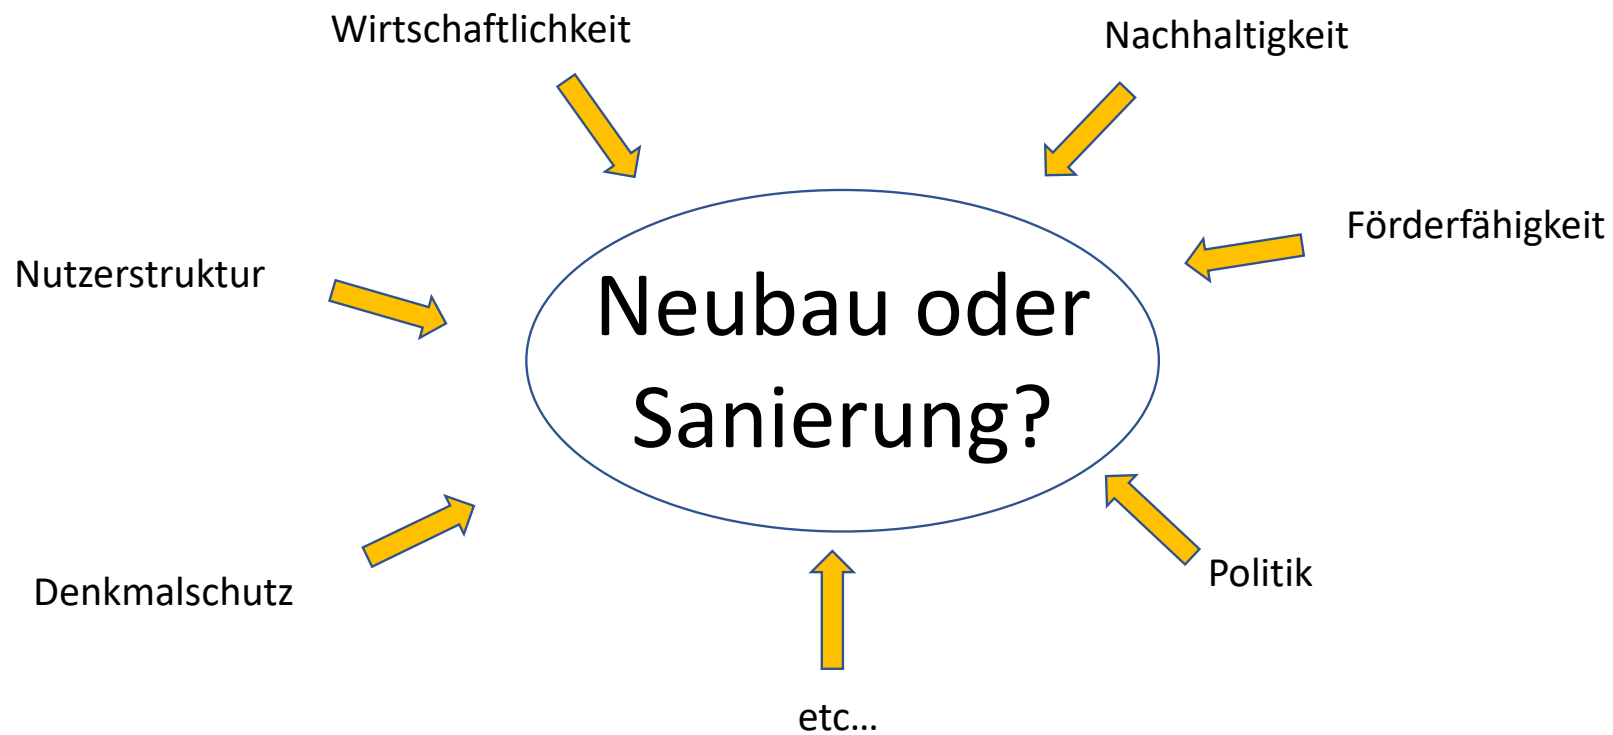 Wirtschaftlichkeit
Nachhaltigkeit
Förderfähigkeit
Nutzerstruktur
Neubau oder
Sanierung?
Politik
Denkmalschutz
etc...